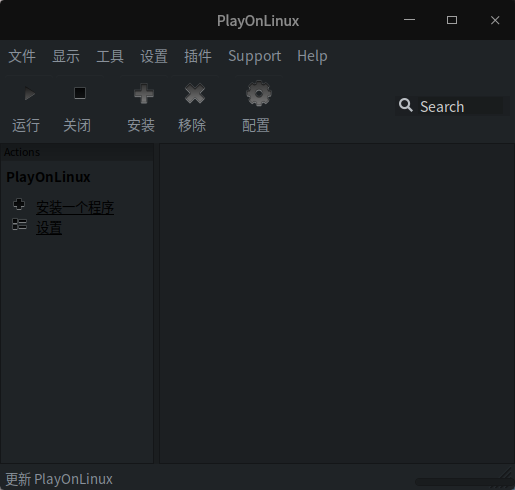 PlayOnLinux
文件 显示 工具 设置 插件 Support Help
运行 关闭 安装 移除 配置 Search
Actions
PlayOnLinux
安装一个程序
设置
更新 PlayOnLinux